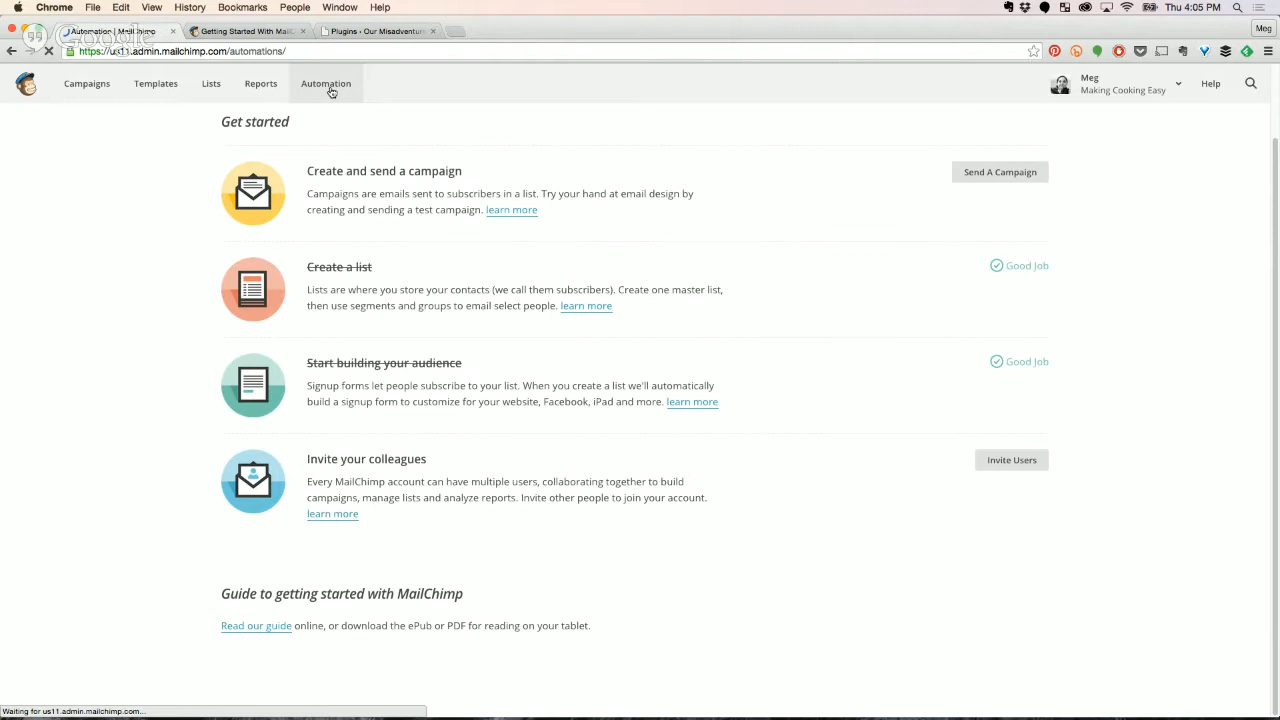 Chrome File Edit View History Bookmarks People Window Help
Thu 4:05 PM
Automation | MailChimp
Getting Started With Mail
Plugins ‹ Our Misadventu
Meg
Google
https://us11.admin.mailchimp.com/automations/
Campaigns Templates Lists Reports Automation
Meg
Making Cooking Easy
Help
Get started
Create and send a campaign
Send A Campaign
Campaigns are emails sent to subscribers in a list. Try your hand at email design by
creating and sending a test campaign. learn more
Create a list
Good Job
Lists are where you store your contacts (we call them subscribers). Create one master list,
then use segments and groups to email select people. learn more
Start building your audience
Good Job
Signup forms let people subscribe to your list. When you create a list we'll automatically
build a signup form to customize for your website, Facebook, iPad and more. learn more
Invite your colleagues
Invite Users
Every MailChimp account can have multiple users, collaborating together to build
campaigns, manage lists and analyze reports. Invite other people to join your account.
learn more
Guide to getting started with MailChimp
Read our guide online, or download the ePub or PDF for reading on your tablet.
Waiting for us11.admin.mailchimp.com...